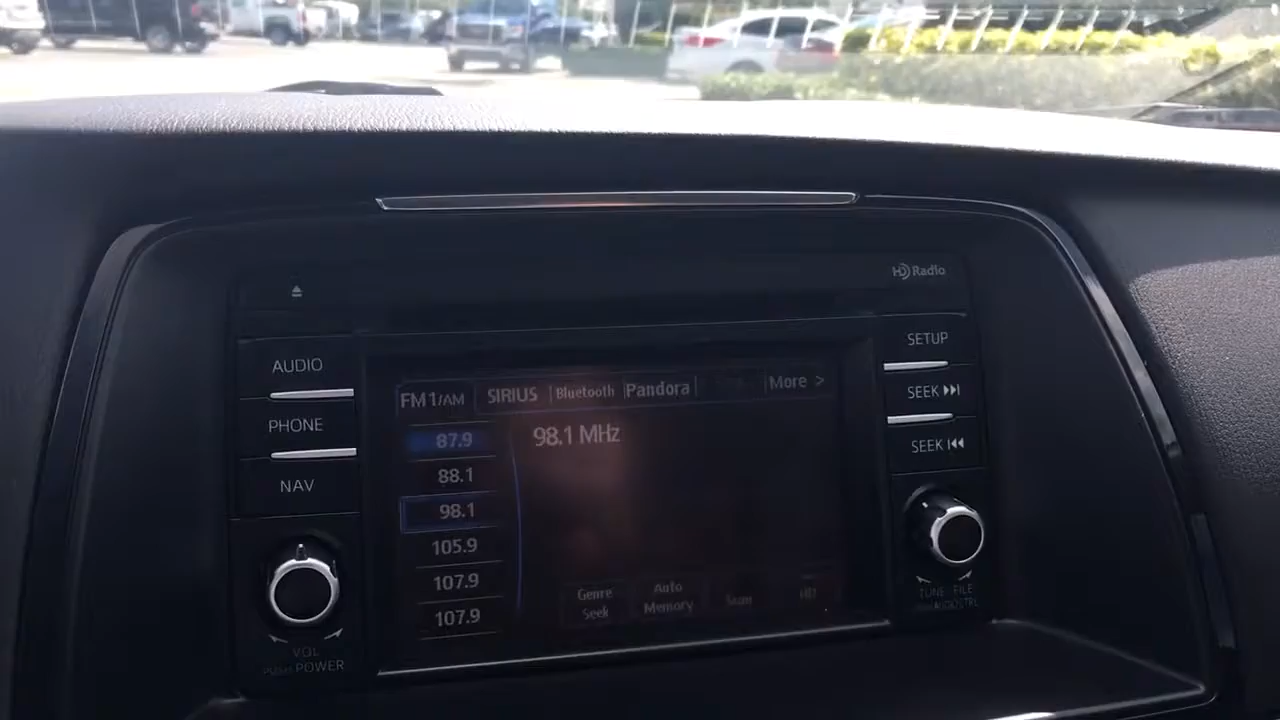 HD Radio
SETUP
AUDIO
SEEK
PHONE
SEEK
NAV
FM1/AM SIRIUS Bluetooth Pandora More >
87.9
98.1 MHz
88.1
98.1
105.9
107.9
107.9
Genre Seek
Auto Memory
Scan
HD
TUNE FILE
VOL
PUSH POWER